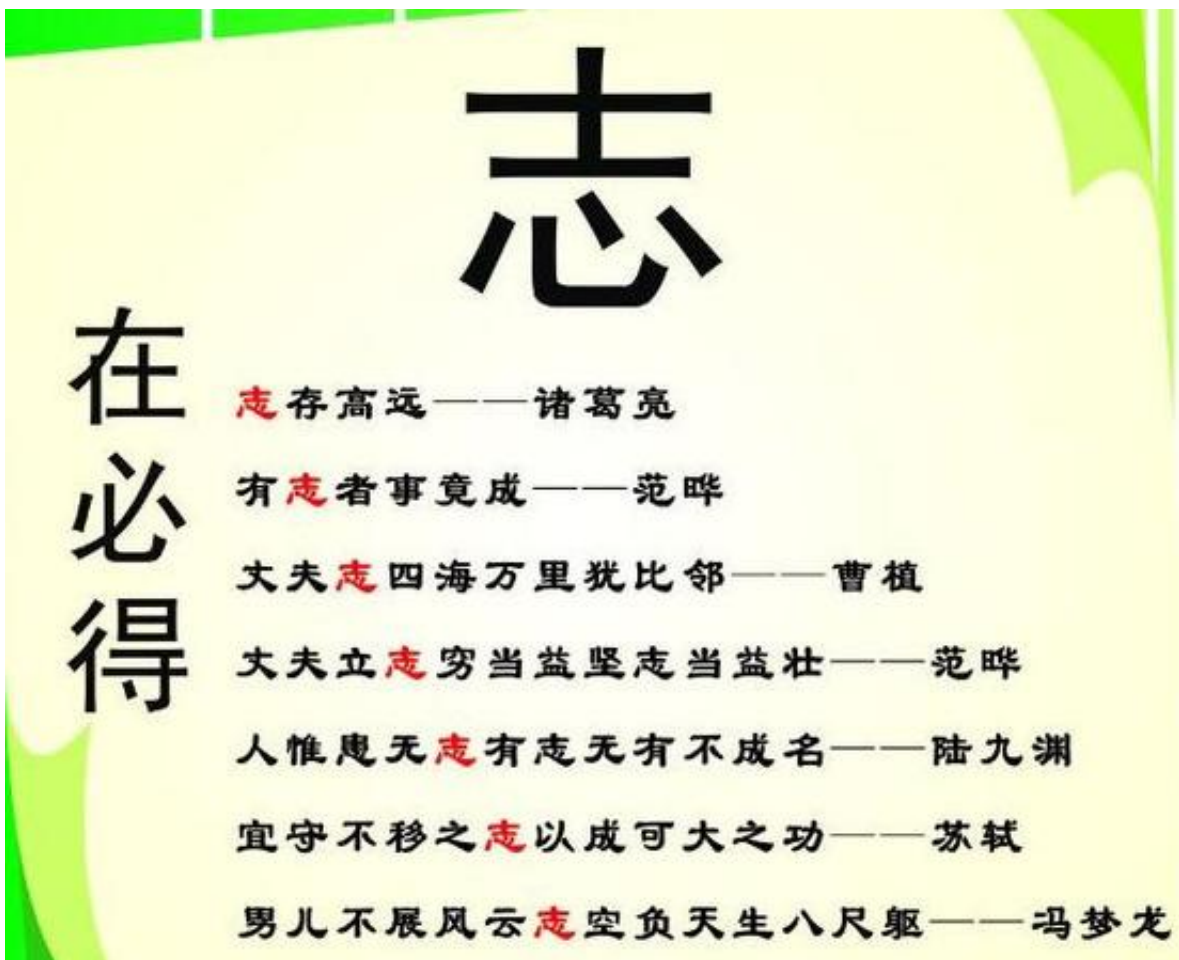 志
在必得
志存高远——诸葛亮
有志者事竟成——范晔
丈夫志四海万里犹比邻——曹植
丈夫立志穷当益坚志当益壮——范晔
人惟患无志有志无有不成名——陆九渊
宜守不移之志以成可大之功——苏轼
男儿不展风云志空负天生八尺躯——冯梦龙